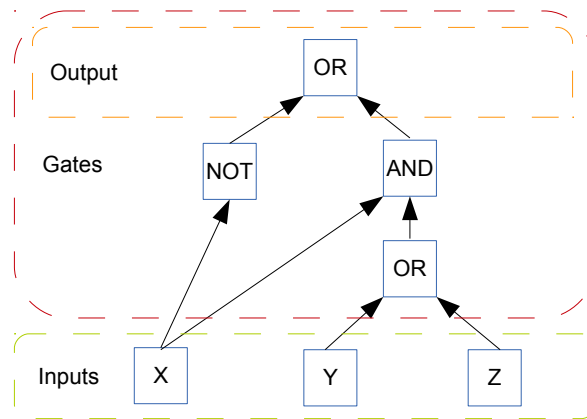 Output
OR
Gates
NOT
AND
OR
Inputs
X
Y
Z